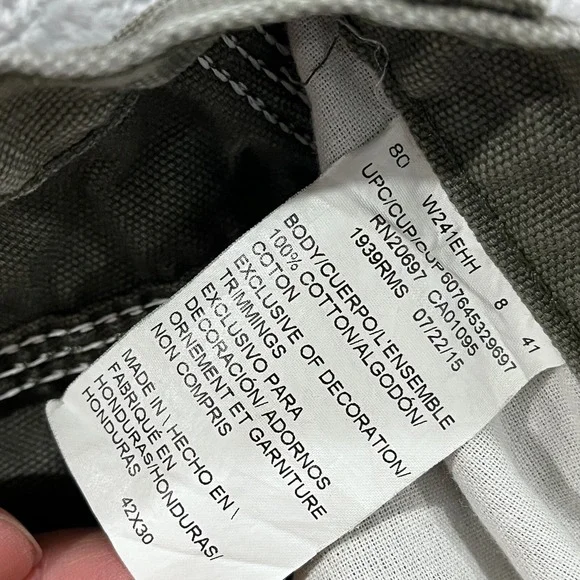 80 W241EHH 8 41
UPC/CUP/CUP 607645329697
RN20697 CA01095
1939RMS 07/22/15
BODY/CUERPO/L'ENSEMBLE
100% COTTON/ALGODÓN/
COTON
EXCLUSIVE OF DECORATION/
TRIMMINGS
EXCLUSIVO PARA
DECORACIÓN/ADORNOS
ORNEMENT ET GARNITURE
NON COMPRIS
MADE IN \ HECHO EN \
FABRIQUÉ EN
HONDURAS/HONDURAS/
HONDURAS
42X30